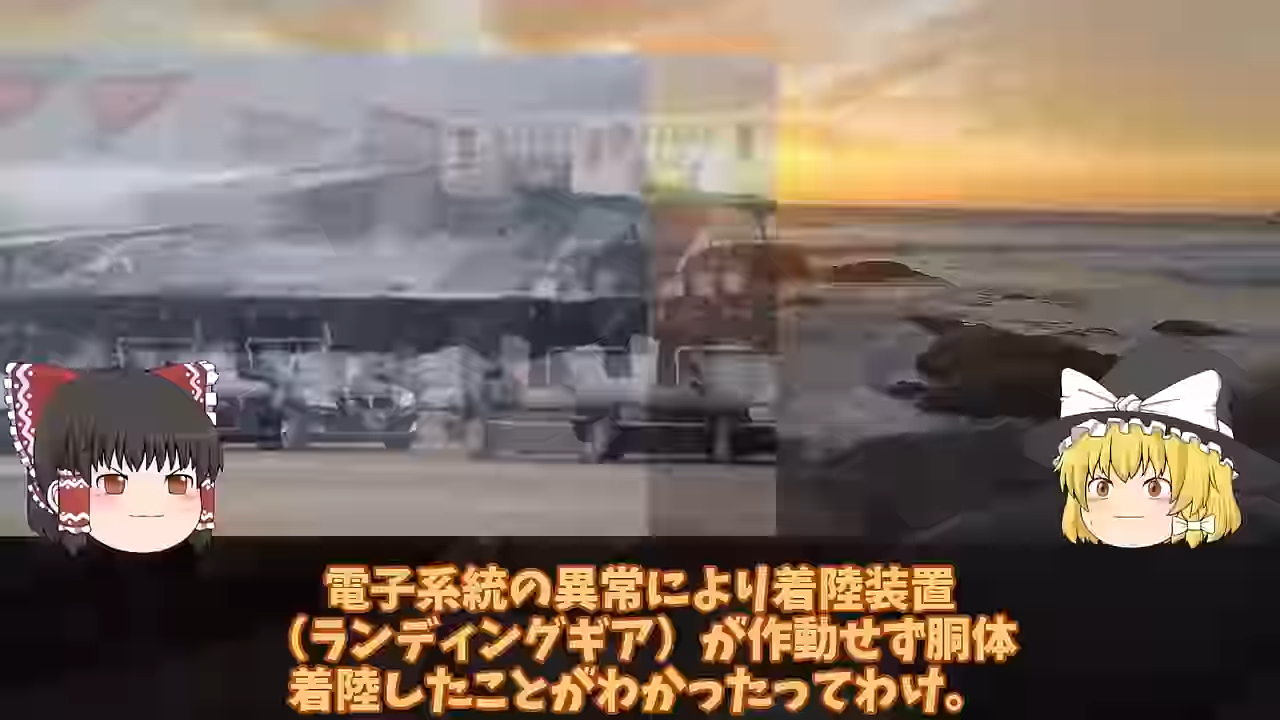 電子系統の異常により着陸装置
（ランディングギア）が作動せず胴体
着陸したことがわかったってわけ。